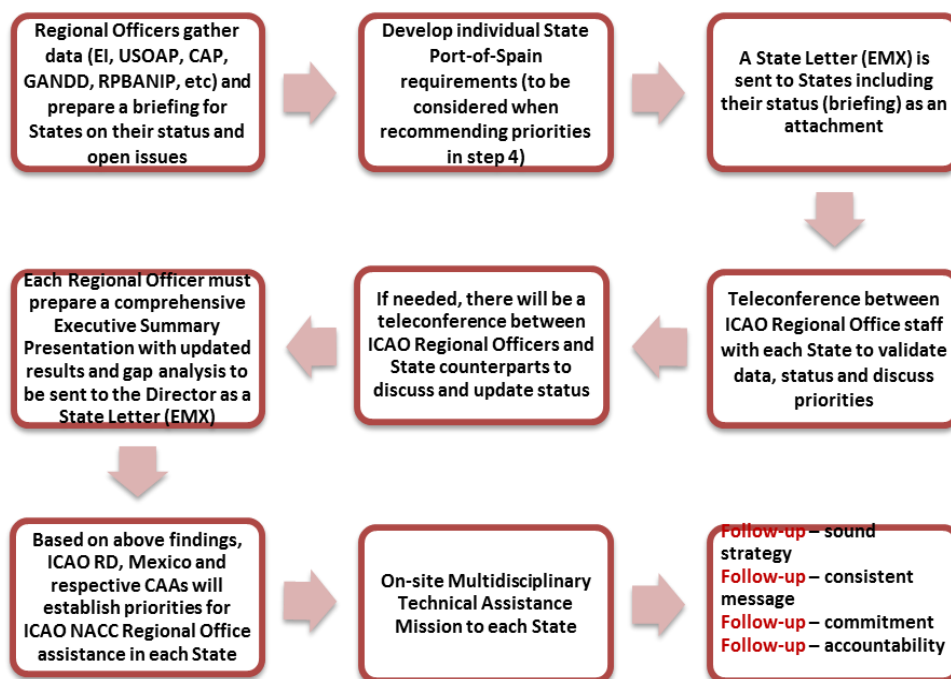 Regional Officers gather
data (EI, USOAP, CAP,
GANDD, RPBANIP, etc) and
prepare a briefing for
States on their status and
open issues
Develop individual State
Port-of-Spain
requirements (to be
considered when
recommending priorities
in step 4)
A State Letter (EMX) is
sent to States including
their status (briefing) as an
attachment
Teleconference between
ICAO Regional Office staff
with each State to validate
data, status and discuss
priorities
If needed, there will be a
teleconference between
ICAO Regional Officers and
State counterparts to
discuss and update status
Each Regional Officer must
prepare a comprehensive
Executive Summary
Presentation with updated
results and gap analysis to
be sent to the Director as a
State Letter (EMX)
Based on above findings,
ICAO RD, Mexico and
respective CAAs will
establish priorities for
ICAO NACC Regional Office
assistance in each State
On-site Multidisciplinary
Technical Assistance
Mission to each State
Follow-up – sound
strategy
Follow-up – consistent
message
Follow-up – commitment
Follow-up – accountability